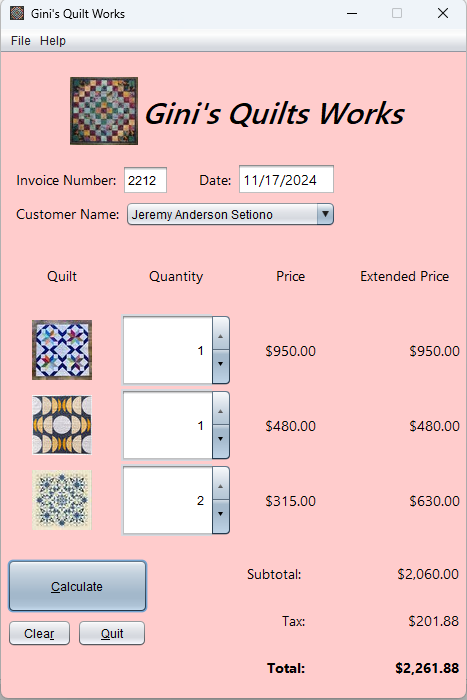 Gini's Quilt Works
File Help
Gini's Quilts Works
Invoice Number: 2212 Date: 11/17/2024
Customer Name: Jeremy Anderson Setiono
Quilt Quantity Price Extended Price
1 $950.00 $950.00
1 $480.00 $480.00
2 $315.00 $630.00
Calculate Subtotal: $2,060.00
Tax: $201.88
Clear Quit
Total: $2,261.88